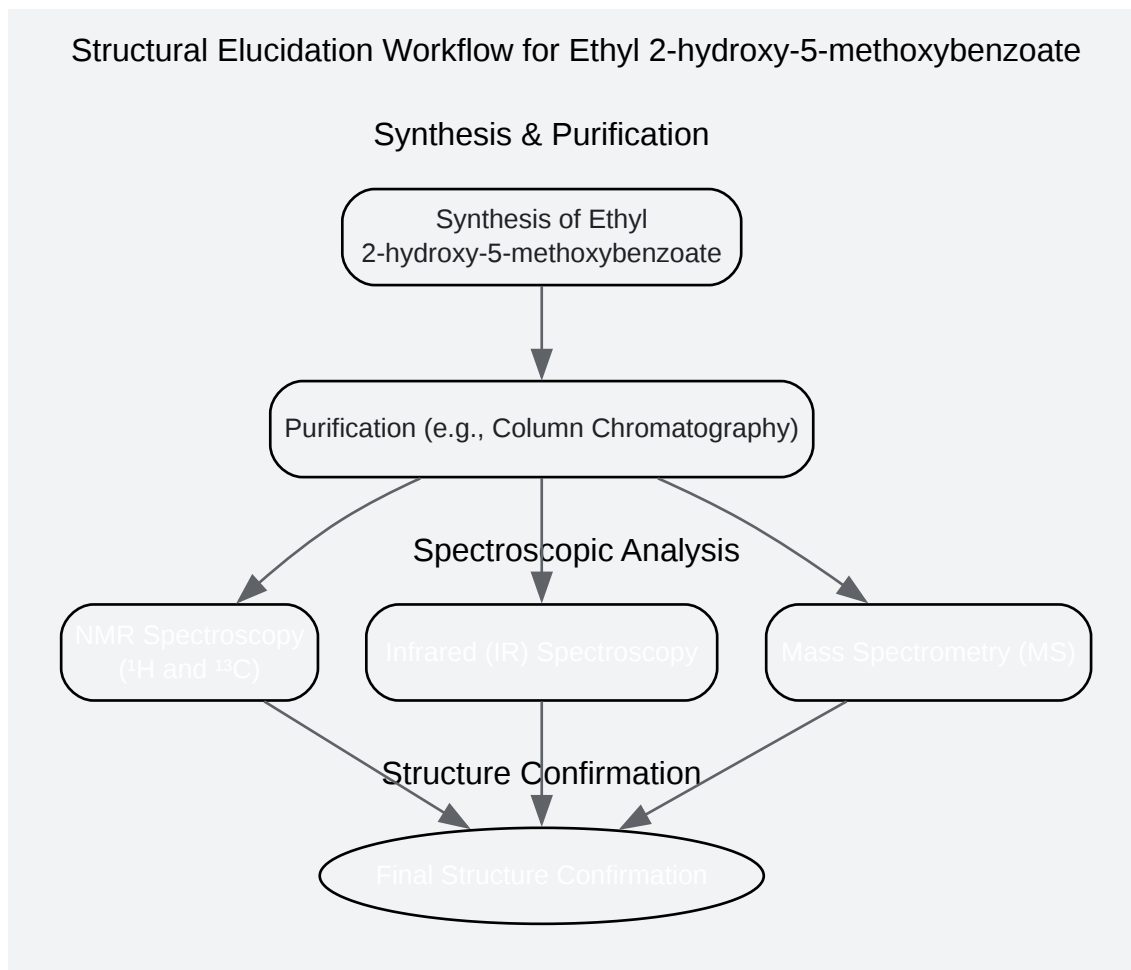 Structural Elucidation Workflow for Ethyl 2-hydroxy-5-methoxybenzoate
Synthesis & Purification
Synthesis of Ethyl
2-hydroxy-5-methoxybenzoate
Purification (e.g., Column Chromatography)
Spectroscopic Analysis
NMR Spectroscopy
(¹H and ¹³C)
Infrared (IR) Spectroscopy
Mass Spectrometry (MS)
Structure Confirmation
Final Structure Confirmation